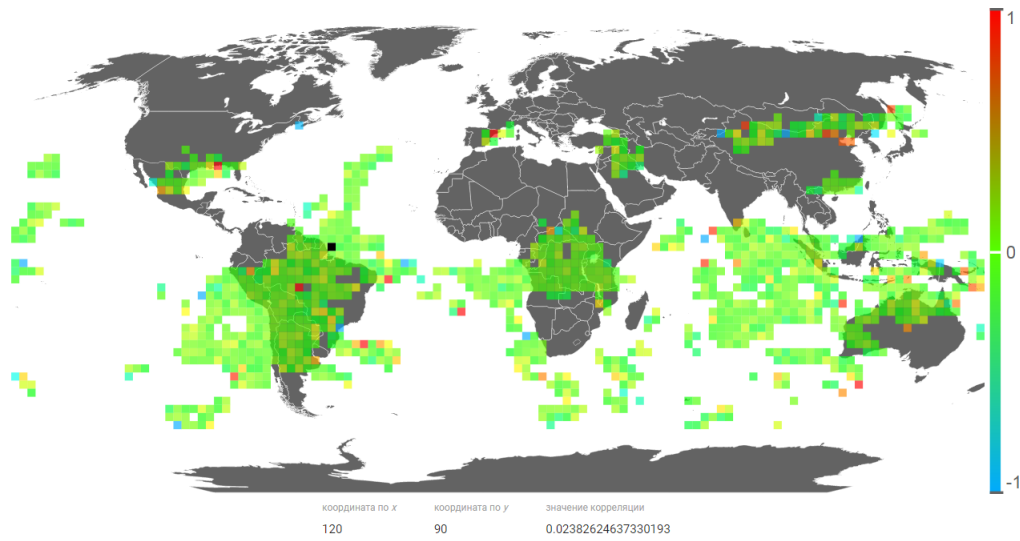 1
0
-1
координата по x
координата по y
значение корреляции
120
90
0.02382624637330193